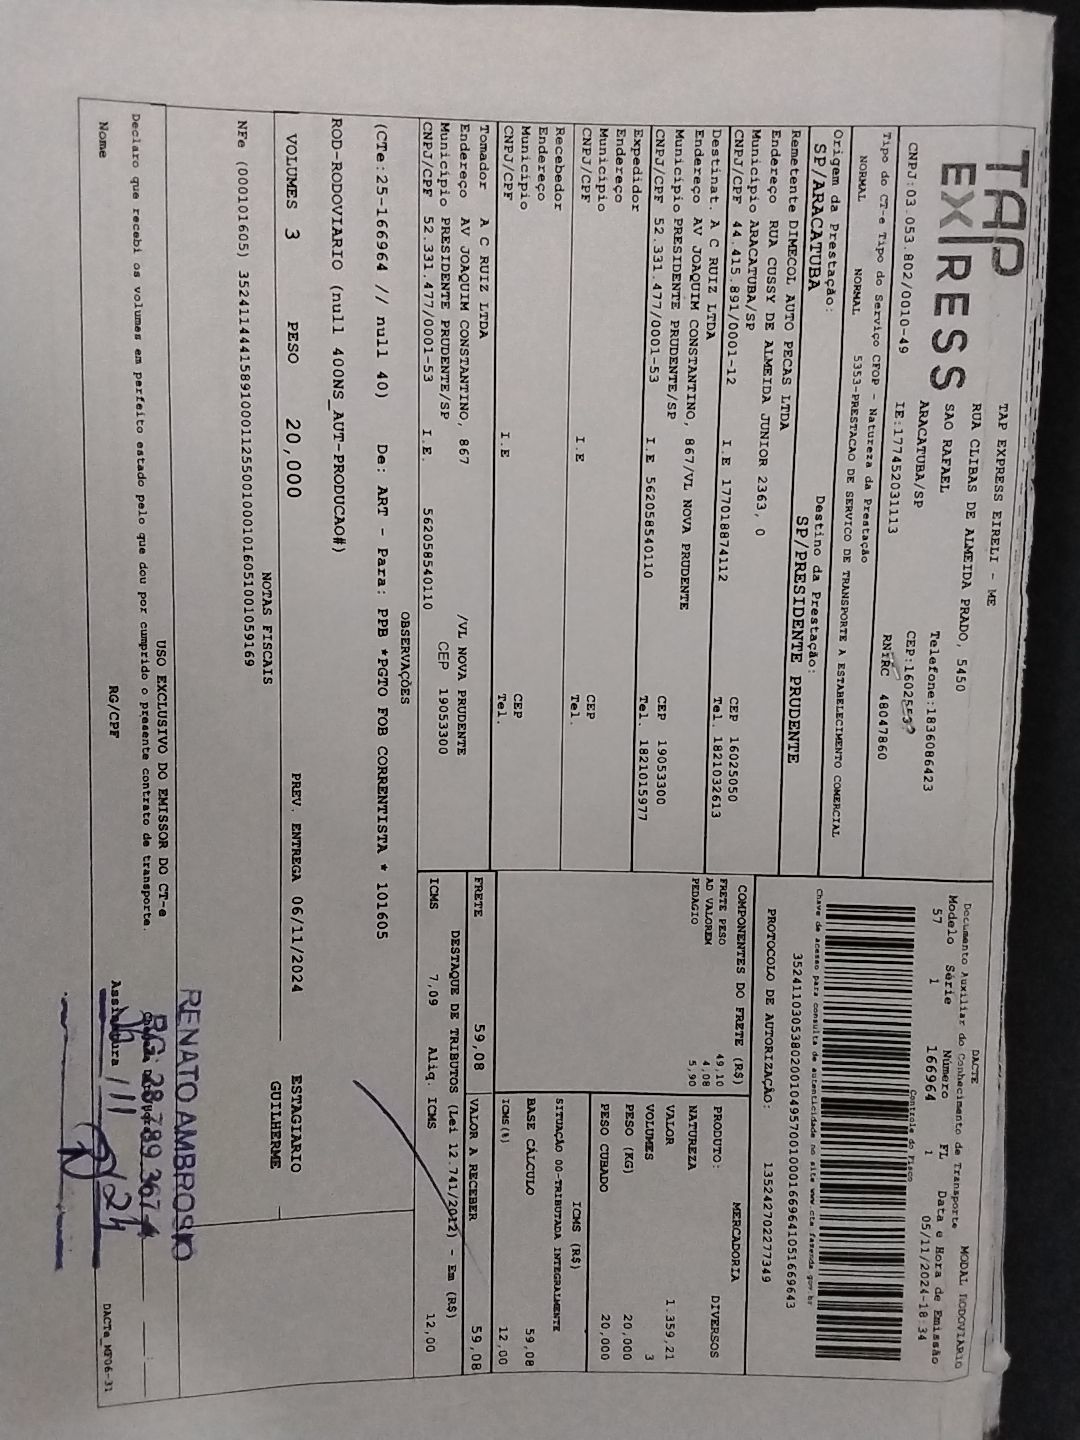 TAP
EXPRESS
TAP EXPRESS EIRELI - ME
RUA CLIBAS DE ALMEIDA PRADO, 5450
SAO RAFAEL
ARACATUBA/SP
Telefone:1836086423
CNPJ:03.053.802/0010-49
IE:177452031113
RNTRC 48047860
Tipo do CT-e Tipo do Serviço CFOP - Natureza da Prestação
NORMAL NORMAL 5353-PRESTACAO DE SERVICO DE TRANSPORTE A ESTABELECIMENTO COMERCIAL
Origem da Prestação: Destino da Prestação:
SP/ARACATUBA SP/PRESIDENTE PRUDENTE
DACTE MODAL RODOVIARIO
Documento Auxiliar do Conhecimento de Transporte
Modelo Série Número FL Data e Hora de Emissão
57 1 166964 1 05/11/2024-18:34
Controle do Fisco
Chave de acesso para consulta de autenticidade no site www.cte.fazenda.gov.br
35241103053802001049570010001669641051669643
PROTOCOLO DE AUTORIZAÇÃO: 135242702277349
Remetente DIMECOL AUTO PECAS LTDA
Endereço RUA CUSSY DE ALMEIDA JUNIOR 2363, 0
Município ARACATUBA/SP CEP 16025050
CNPJ/CPF 44.415.891/0001-12 I.E 177018874112 Tel. 1821032613
Destinat. A C RUIZ LTDA
Endereço AV JOAQUIM CONSTANTINO, 867/VL NOVA PRUDENTE
Município PRESIDENTE PRUDENTE/SP CEP 19053300
CNPJ/CPF 52.331.477/0001-53 I.E 562058540110 Tel. 1821015977
Expedidor
Endereço
Município CEP
CNPJ/CPF I.E Tel.
Recebedor
Endereço
Município CEP
CNPJ/CPF I.E Tel.
Tomador A C RUIZ LTDA
Endereço AV JOAQUIM CONSTANTINO, 867 /VL NOVA PRUDENTE
Município PRESIDENTE PRUDENTE/SP CEP 19053300
CNPJ/CPF 52.331.477/0001-53 I.E. 562058540110
COMPONENTES DO FRETE (R$)
FRETE PESO 49,10
AD VALOREM 4,08
PEDAGIO 5,90
MERCADORIA
PRODUTO: DIVERSOS
NATUREZA
VALOR 1.359,21
VOLUMES 3
PESO (KG) 20,000
PESO CUBADO 20,000
ICMS (R$)
SITUAÇÃO 00-TRIBUTADA INTEGRALMENTE
BASE CÁLCULO 59,08
ICMS(%) 12,00
FRETE 59,08 VALOR A RECEBER 59,08
DESTAQUE DE TRIBUTOS (Lei 12.741/2012) - Em (R$)
ICMS 7,09 Aliq. ICMS 12,00
OBSERVAÇÕES
(CTe:25-166964 // null 40) De: ART - Para: PPB *PGTO FOB CORRENTISTA * 101605
ROD-RODOVIARIO (null 400NS_AUT-PRODUCAO#)
VOLUMES 3 PESO 20,000 PREV. ENTREGA 06/11/2024 ESTAGIARIO
GUILHERME
NOTAS FISCAIS
NFe (000101605) 35241144415891000112550010001016051001059169
USO EXCLUSIVO DO EMISSOR DO CT-e
Declaro que recebi os volumes em perfeito estado pelo que dou por cumprido o presente contrato de transporte.
Nome RG/CPF Assinatura
RENATO AMBROSIO
DACTe_MF06-31